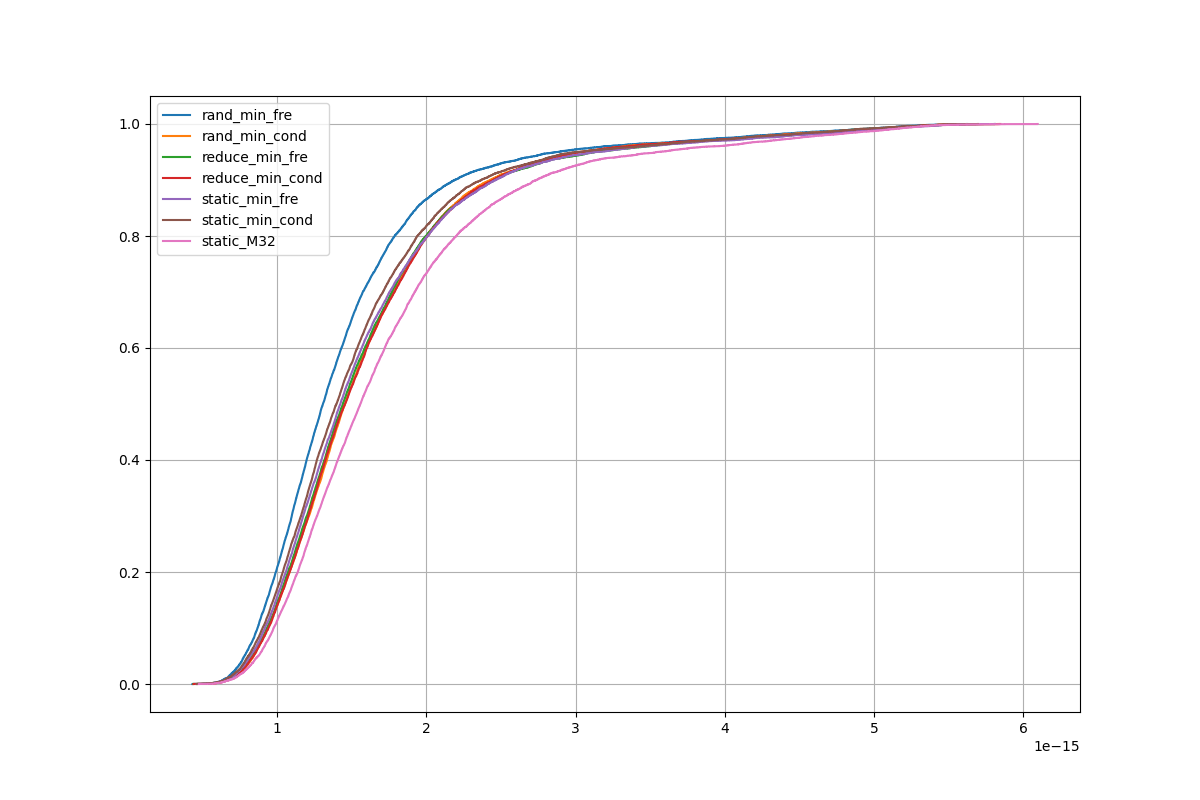 rand_min_fre
rand_min_cond
reduce_min_fre
reduce_min_cond
static_min_fre
static_min_cond
static_M32
1.0
0.8
0.6
0.4
0.2
0.0
1 2 3 4 5 6
1e−15